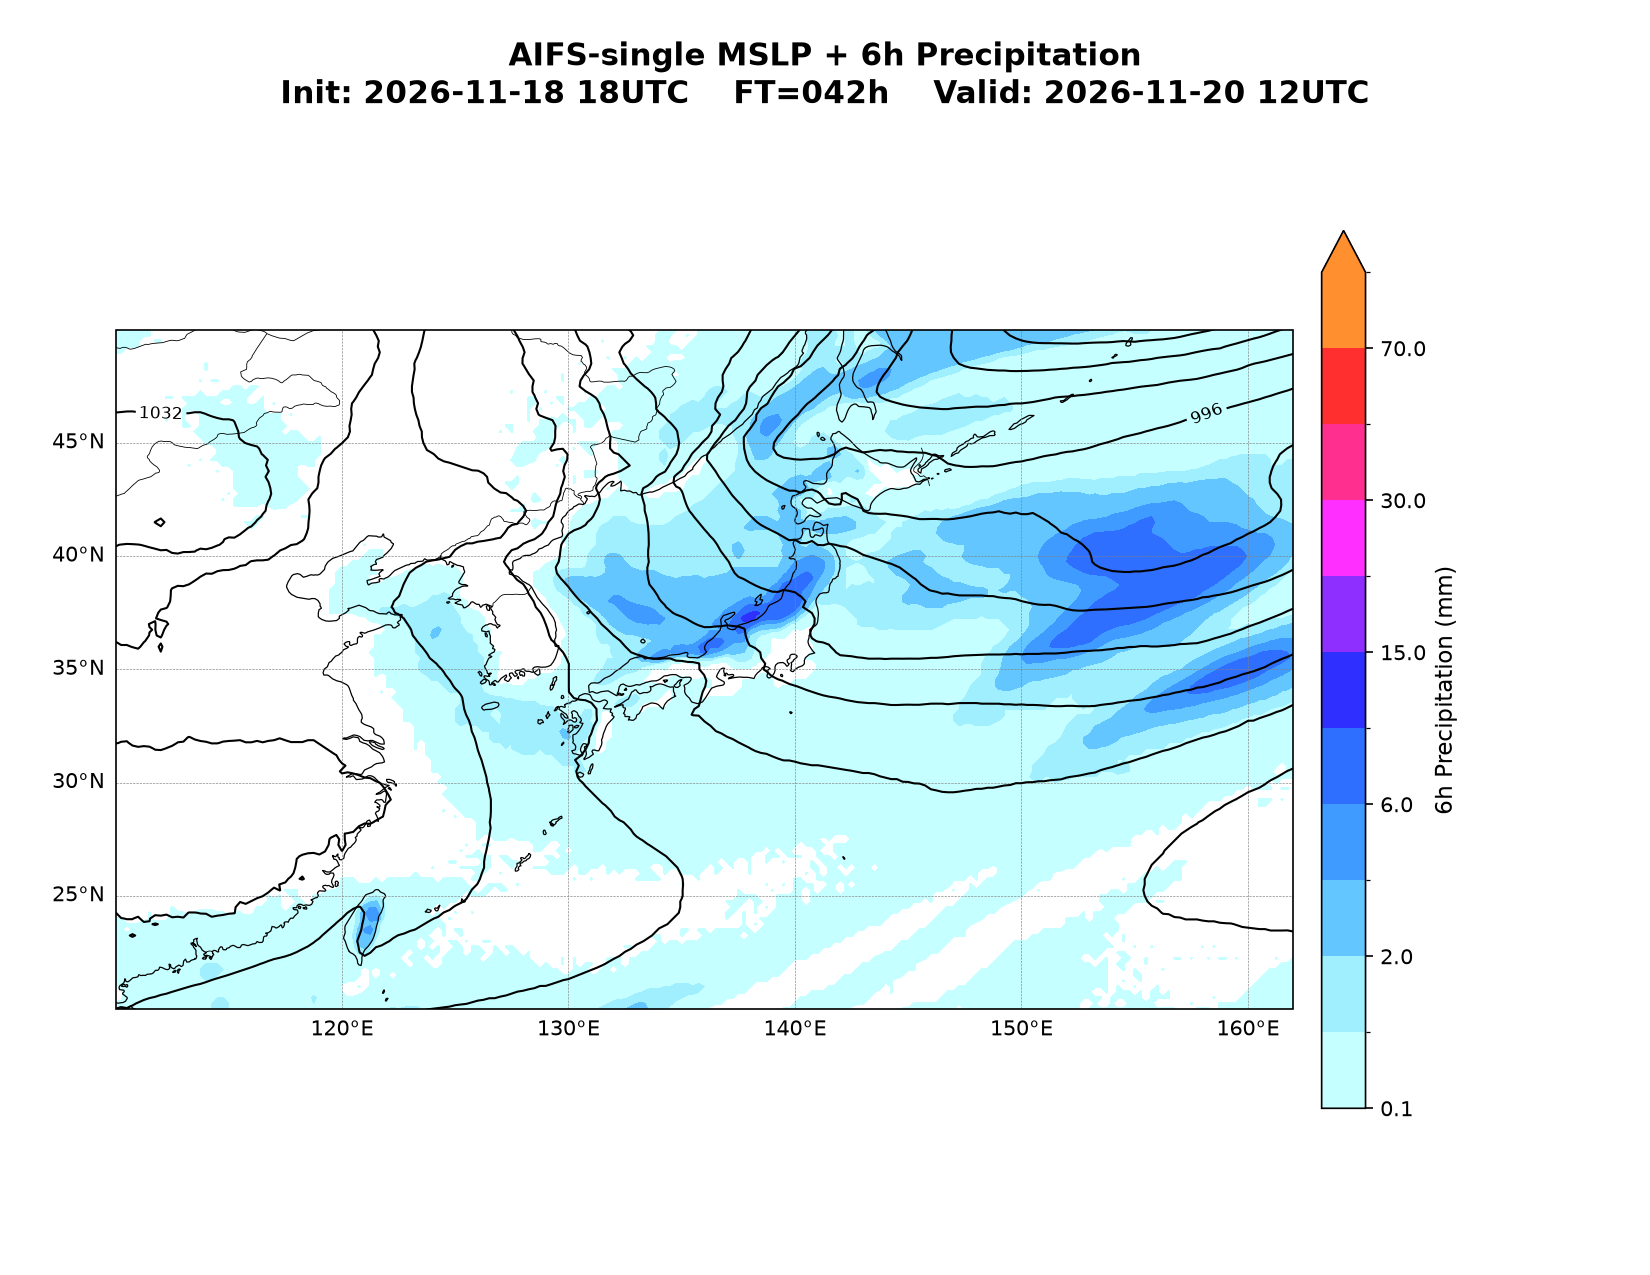 AIFS-single MSLP + 6h Precipitation
Init: 2026-11-18 18UTC    FT=042h    Valid: 2026-11-20 12UTC
1032
996
45°N
40°N
35°N
30°N
25°N
120°E
130°E
140°E
150°E
160°E
70.0
30.0
15.0
6.0
2.0
0.1
6h Precipitation (mm)